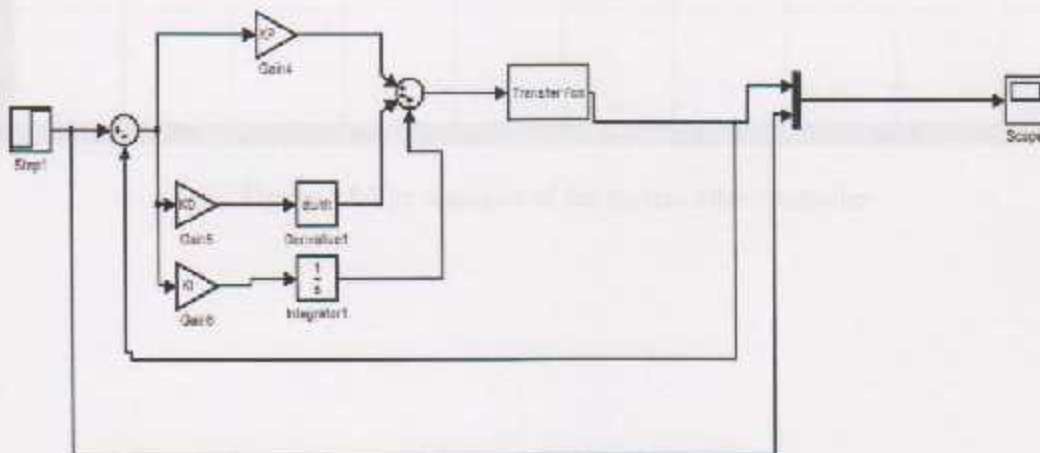 KP
Gain4
Transfer Fcn
Step1
Scope
KD
du/dt
Gain5
Derivative1
KI
1
s
Gain6
Integrator1